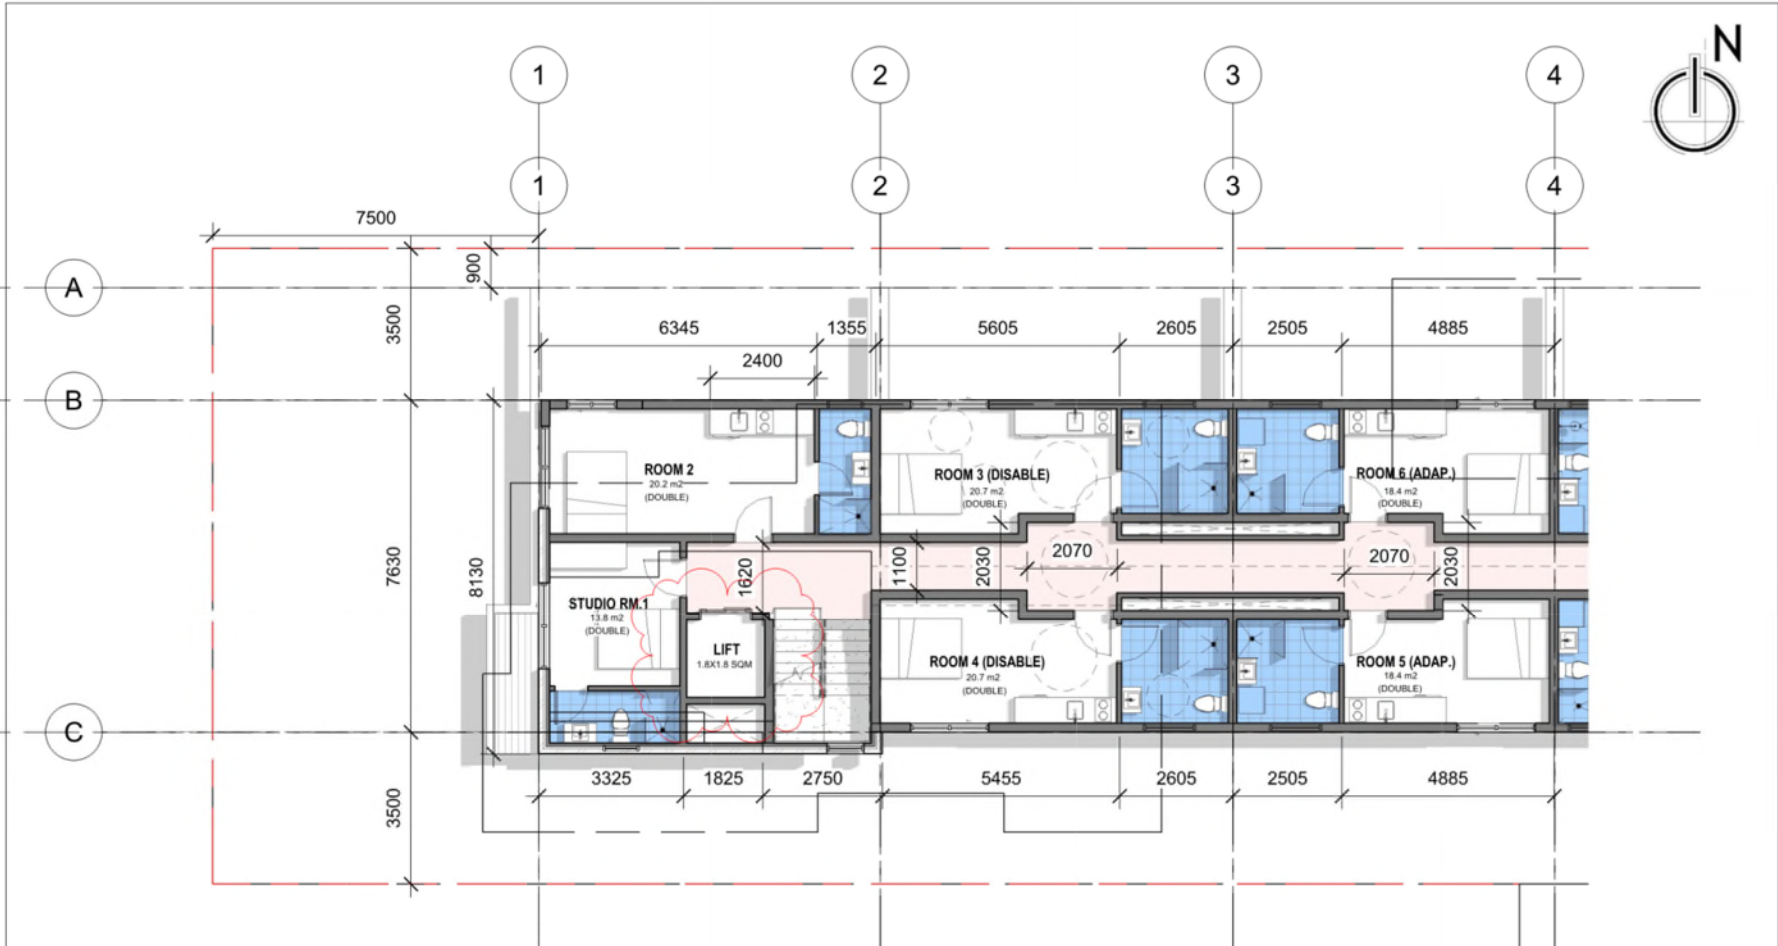 N
1
2
3
4
1
2
3
4
7500
900
A
3500
6345
1355
5605
2605
2505
4885
2400
B
ROOM 2
20.2 m2
(DOUBLE)
ROOM 3 (DISABLE)
20.7 m2
(DOUBLE)
ROOM 6 (ADAP.)
18.4 m2
(DOUBLE)
7630
8130
1620
1100
2030
2070
2070
2030
STUDIO RM.1
13.8 m2
(DOUBLE)
LIFT
1.8X1.8 SQM
ROOM 4 (DISABLE)
20.7 m2
(DOUBLE)
ROOM 5 (ADAP.)
18.4 m2
(DOUBLE)
C
3325
1825
2750
5455
2605
2505
4885
3500